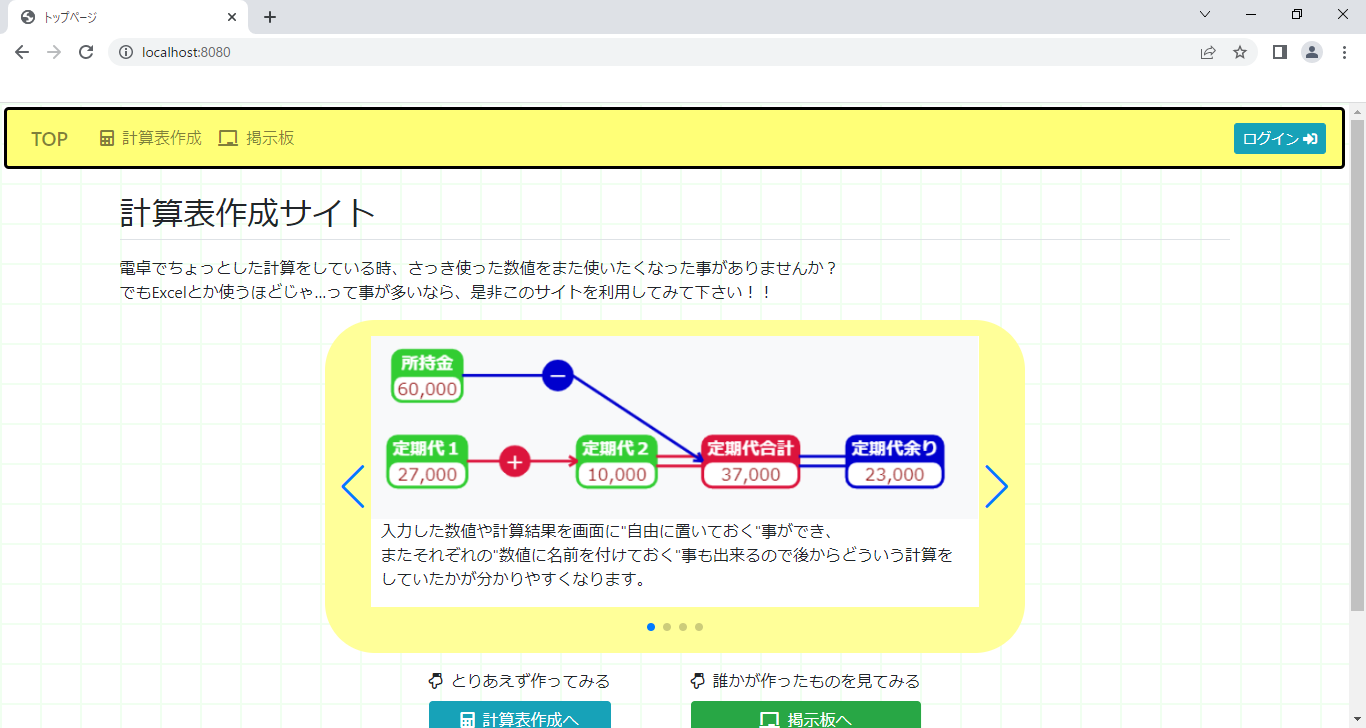 トップページ
localhost:8080
TOP 計算表作成 掲示板 ログイン
計算表作成サイト
電卓でちょっとした計算をしている時、さっき使った数値をまた使いたくなった事がありませんか？
でもExcelとか使うほどじゃ...って事が多いなら、是非このサイトを利用してみて下さい！！
所持金
60,000
－
定期代１ 定期代２ 定期代合計 定期代余り
27,000 ＋ 10,000 37,000 23,000
入力した数値や計算結果を画面に"自由に置いておく"事ができ、
またそれぞれの"数値に名前を付けておく"事も出来るので後からどういう計算を
していたかが分かりやすくなります。
とりあえず作ってみる 誰かが作ったものを見てみる
計算表作成へ 掲示板へ